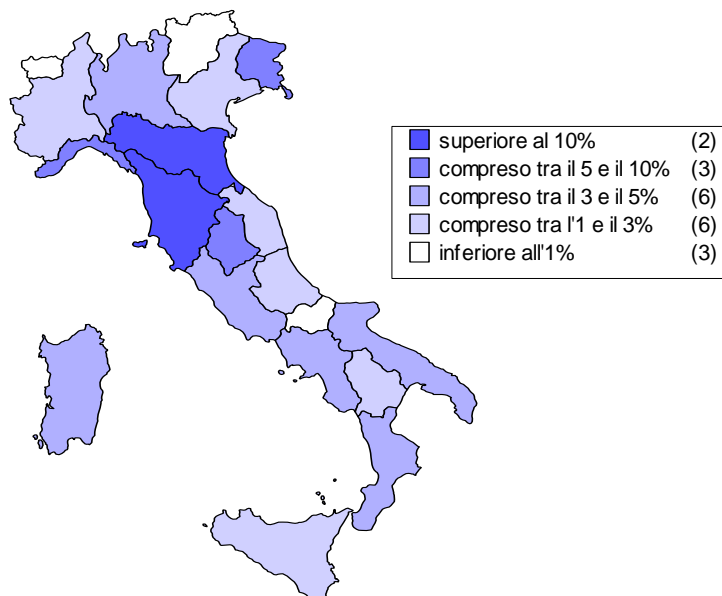 superiore al 10% (2)
compreso tra il 5 e il 10% (3)
compreso tra il 3 e il 5% (6)
compreso tra l'1 e il 3% (6)
inferiore all'1% (3)